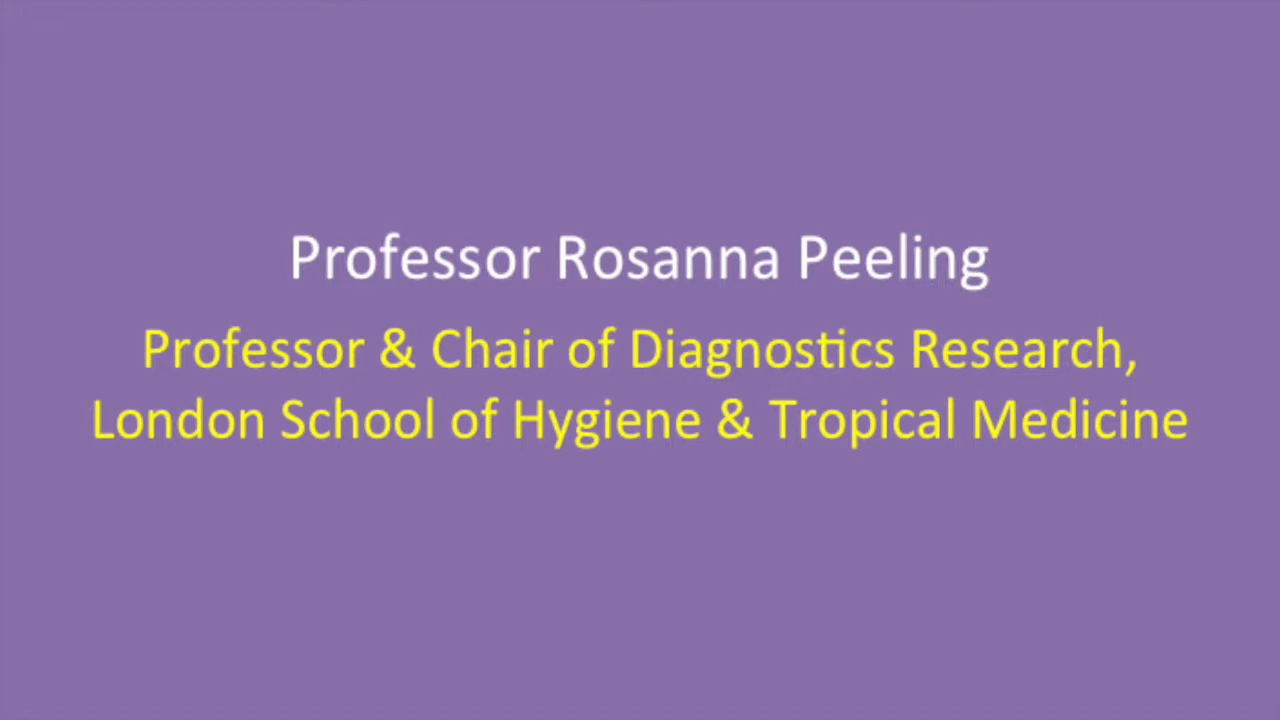 Professor Rosanna Peeling
Professor & Chair of Diagnostics Research,
London School of Hygiene & Tropical Medicine